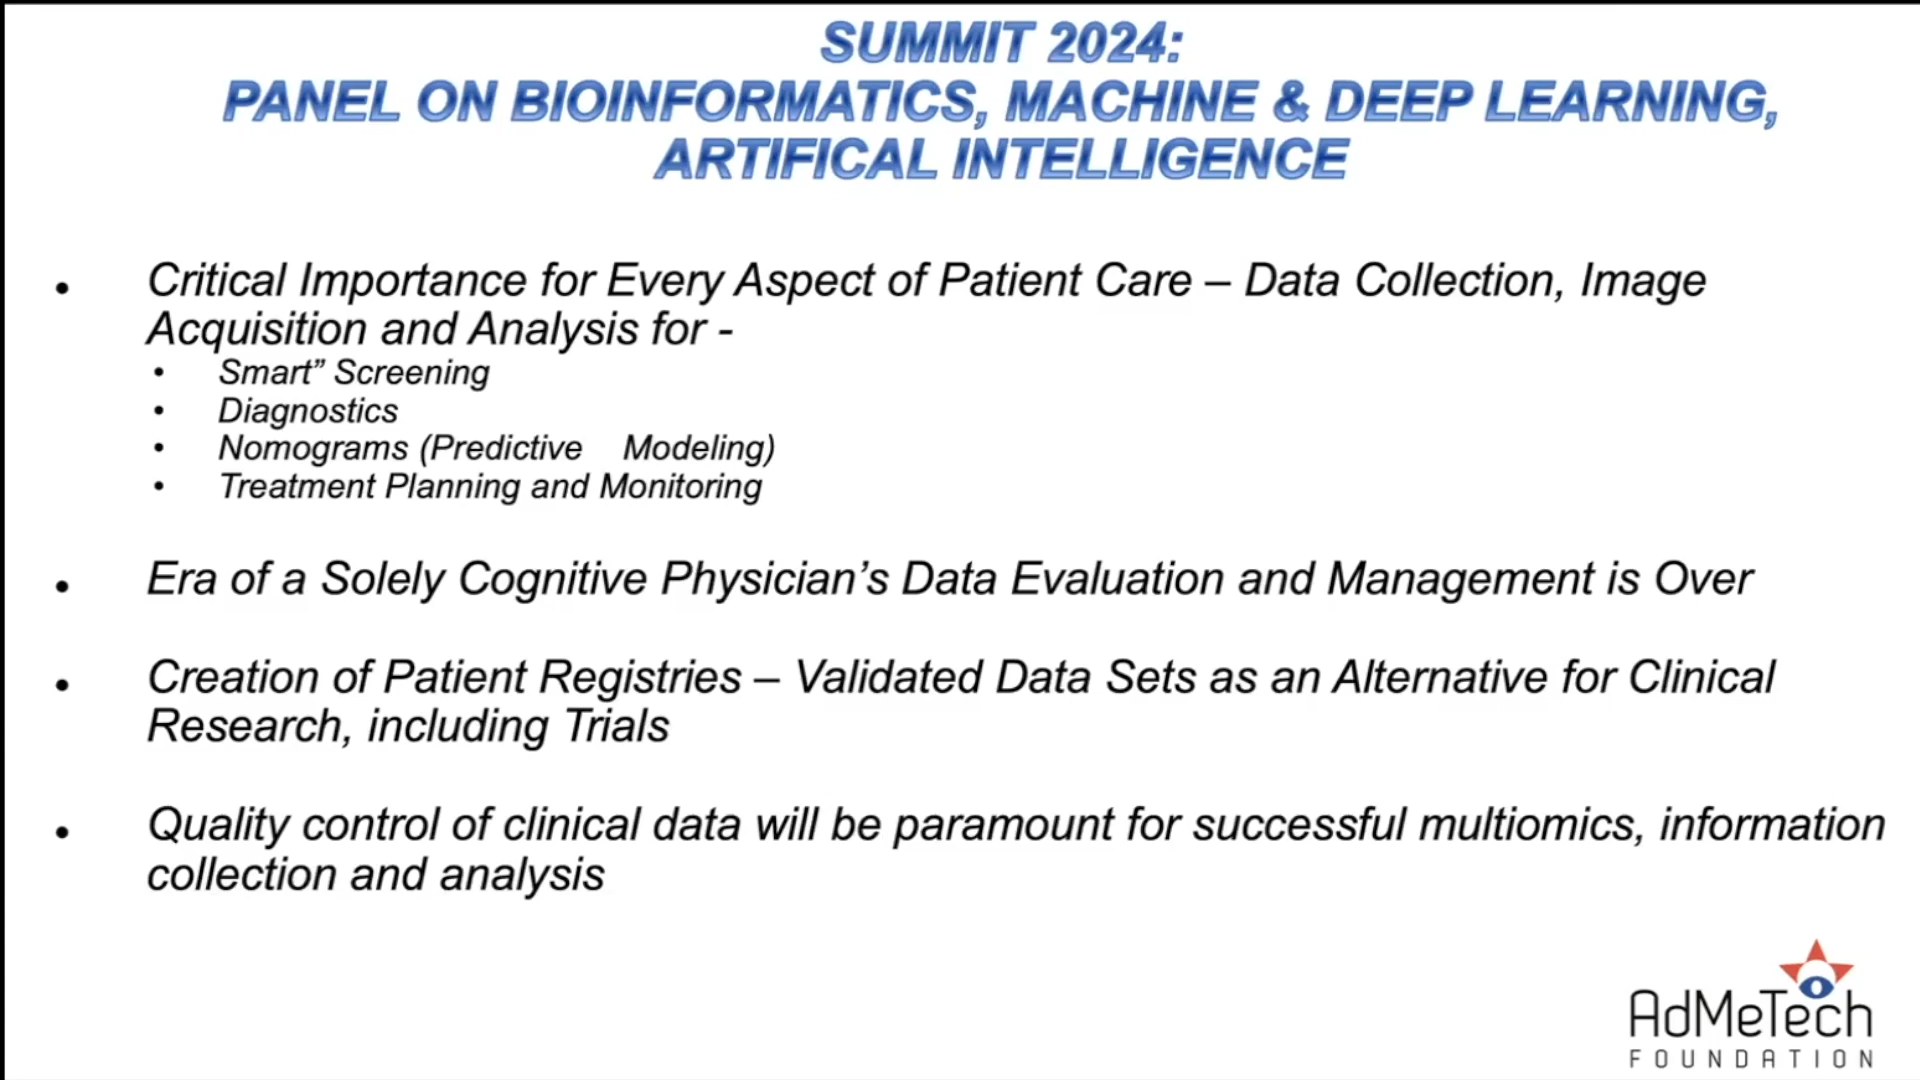 SUMMIT 2024:
PANEL ON BIOINFORMATICS, MACHINE & DEEP LEARNING,
ARTIFICAL INTELLIGENCE
• Critical Importance for Every Aspect of Patient Care – Data Collection, Image
Acquisition and Analysis for -
• Smart” Screening
• Diagnostics
• Nomograms (Predictive Modeling)
• Treatment Planning and Monitoring
• Era of a Solely Cognitive Physician’s Data Evaluation and Management is Over
• Creation of Patient Registries – Validated Data Sets as an Alternative for Clinical
Research, including Trials
• Quality control of clinical data will be paramount for successful multiomics, information
collection and analysis
AdMeTech
FOUNDATION